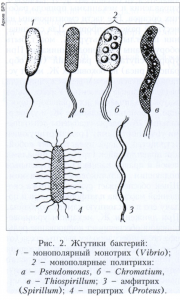 Архив БРЭ
1
2
а
б
в
4
3
Рис. 2. Жгутики бактерий:
1 – монополярный монотрих (Vibrio);
2 – монополярные политрихи:
а – Pseudomonas, б – Chromatium,
в – Thiospirillum; 3 – амфитрих
(Spirillum); 4 – перитрих (Proteus).